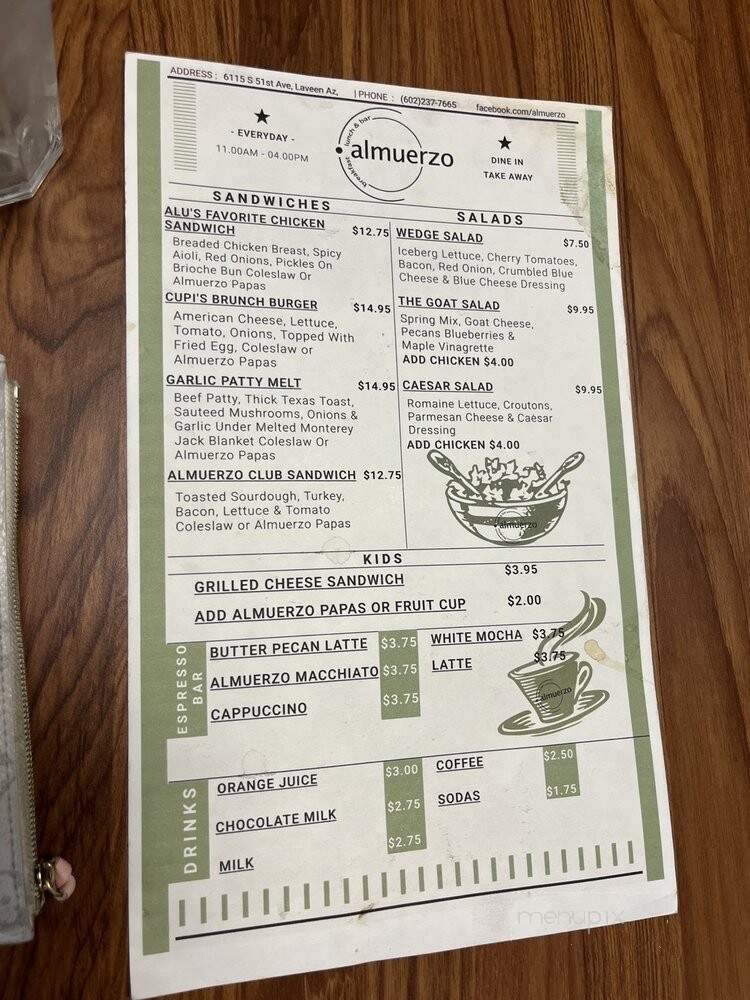 ADDRESS : 6115 S 51st Ave, Laveen Az, | PHONE : (602)237-7665 facebook.com/almuerzo
- EVERYDAY -
11.00AM - 04.00PM
breakfast lunch & bar
almuerzo
DINE IN
TAKE AWAY
SANDWICHES
ALU'S FAVORITE CHICKEN
SANDWICH $12.75
Breaded Chicken Breast, Spicy
Aioli, Red Onions, Pickles On
Brioche Bun Coleslaw Or
Almuerzo Papas
CUPI'S BRUNCH BURGER $14.95
American Cheese, Lettuce,
Tomato, Onions, Topped With
Fried Egg, Coleslaw or
Almuerzo Papas
GARLIC PATTY MELT $14.95
Beef Patty, Thick Texas Toast,
Sauteed Mushrooms, Onions &
Garlic Under Melted Monterey
Jack Blanket Coleslaw Or
Almuerzo Papas
ALMUERZO CLUB SANDWICH $12.75
Toasted Sourdough, Turkey,
Bacon, Lettuce & Tomato
Coleslaw or Almuerzo Papas
SALADS
WEDGE SALAD $7.50
Iceberg Lettuce, Cherry Tomatoes,
Bacon, Red Onion, Crumbled Blue
Cheese & Blue Cheese Dressing
THE GOAT SALAD $9.95
Spring Mix, Goat Cheese,
Pecans Blueberries &
Maple Vinagrette
ADD CHICKEN $4.00
CAESAR SALAD $9.95
Romaine Lettuce, Croutons,
Parmesan Cheese & Caesar
Dressing
ADD CHICKEN $4.00
almuerzo
KIDS
GRILLED CHEESE SANDWICH $3.95
ADD ALMUERZO PAPAS OR FRUIT CUP $2.00
ESPRESSO
BAR
BUTTER PECAN LATTE $3.75
ALMUERZO MACCHIATO $3.75
CAPPUCCINO $3.75
WHITE MOCHA $3.75
LATTE $3.75
almuerzo
DRINKS
ORANGE JUICE $3.00
CHOCOLATE MILK $2.75
MILK $2.75
COFFEE $2.50
SODAS $1.75
menupix